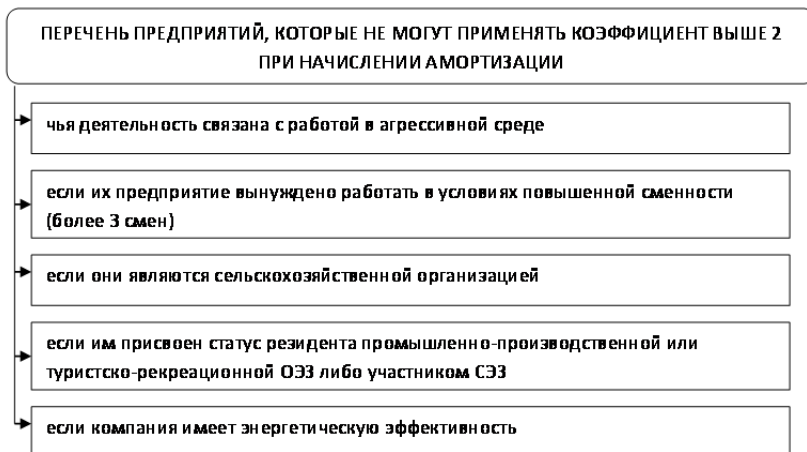 ПЕРЕЧЕНЬ ПРЕДПРИЯТИЙ, КОТОРЫЕ НЕ МОГУТ ПРИМЕНЯТЬ КОЭФФИЦИЕНТ ВЫШЕ 2
ПРИ НАЧИСЛЕНИИ АМОРТИЗАЦИИ
чья деятельность связана с работой в агрессивной среде
если их предприятие вынуждено работать в условиях повышенной сменности
(более 3 смен)
если они являются сельскохозяйственной организацией
если им присвоен статус резидента промышленно-производственной или
туристско-рекреационной ОЭЗ либо участником СЭЗ
если компания имеет энергетическую эффективность